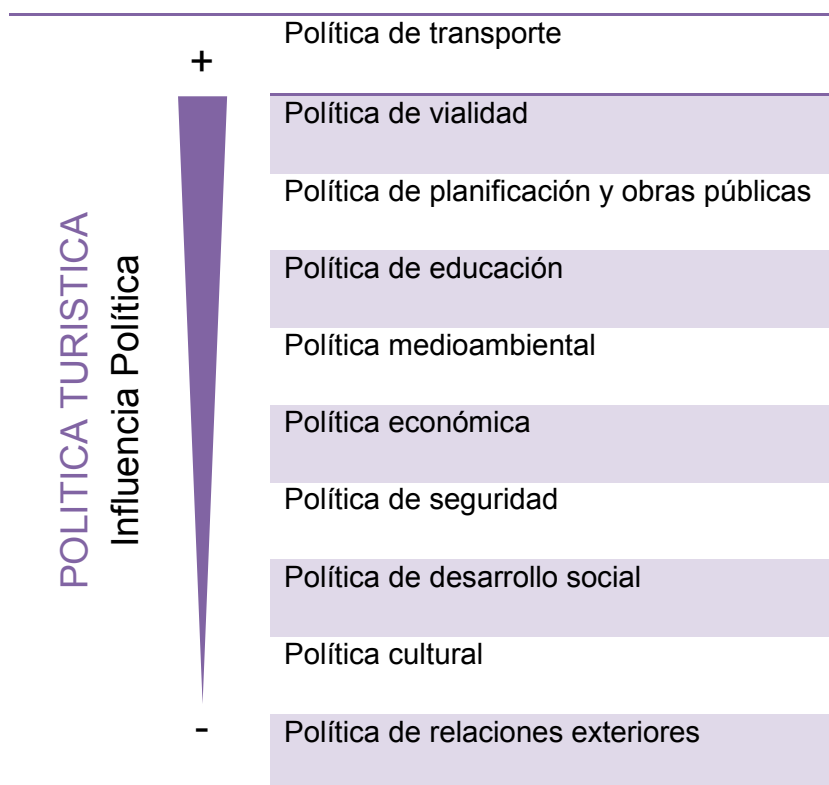 POLITICA TURISTICA
Influencia Política
+
-
Política de transporte
Política de vialidad
Política de planificación y obras públicas
Política de educación
Política medioambiental
Política económica
Política de seguridad
Política de desarrollo social
Política cultural
Política de relaciones exteriores